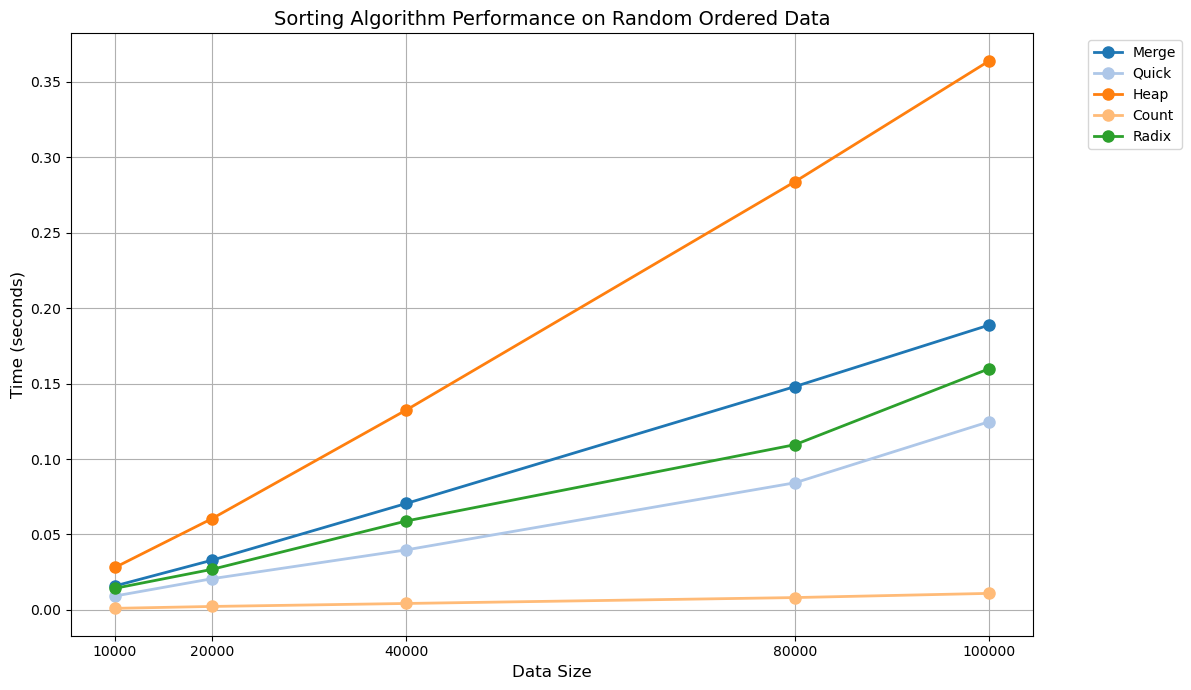 Sorting Algorithm Performance on Random Ordered Data
Merge
Quick
Heap
Count
Radix
Time (seconds)
0.35
0.30
0.25
0.20
0.15
0.10
0.05
0.00
10000 20000 40000 80000 100000
Data Size